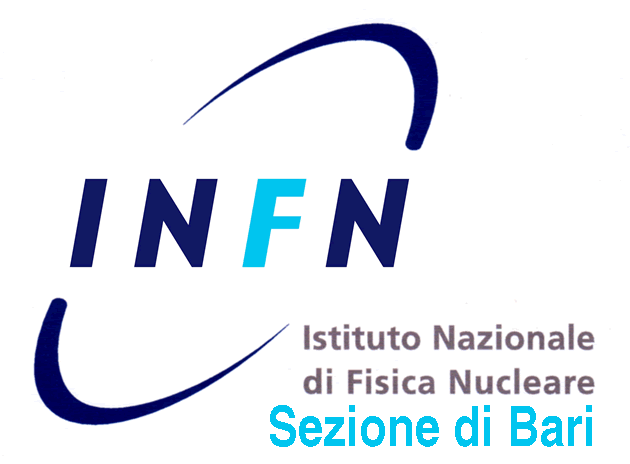 INFN
Istituto Nazionale
di Fisica Nucleare
Sezione di Bari